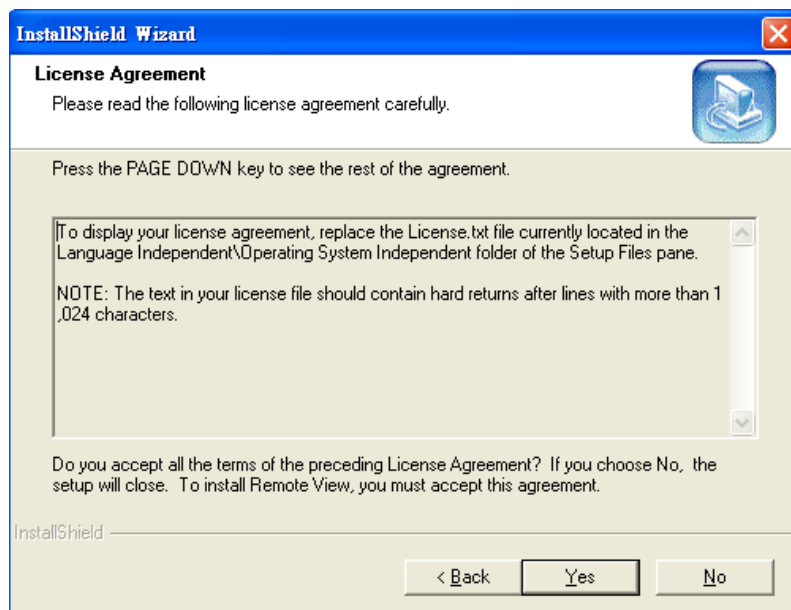 InstallShield Wizard
License Agreement
Please read the following license agreement carefully.
Press the PAGE DOWN key to see the rest of the agreement.
To display your license agreement, replace the License.txt file currently located in the
Language Independent\Operating System Independent folder of the Setup Files pane.
NOTE: The text in your license file should contain hard returns after lines with more than 1
,024 characters.
Do you accept all the terms of the preceding License Agreement?  If you choose No,  the
setup will close.  To install Remote View, you must accept this agreement.
InstallShield
< Back
Yes
No